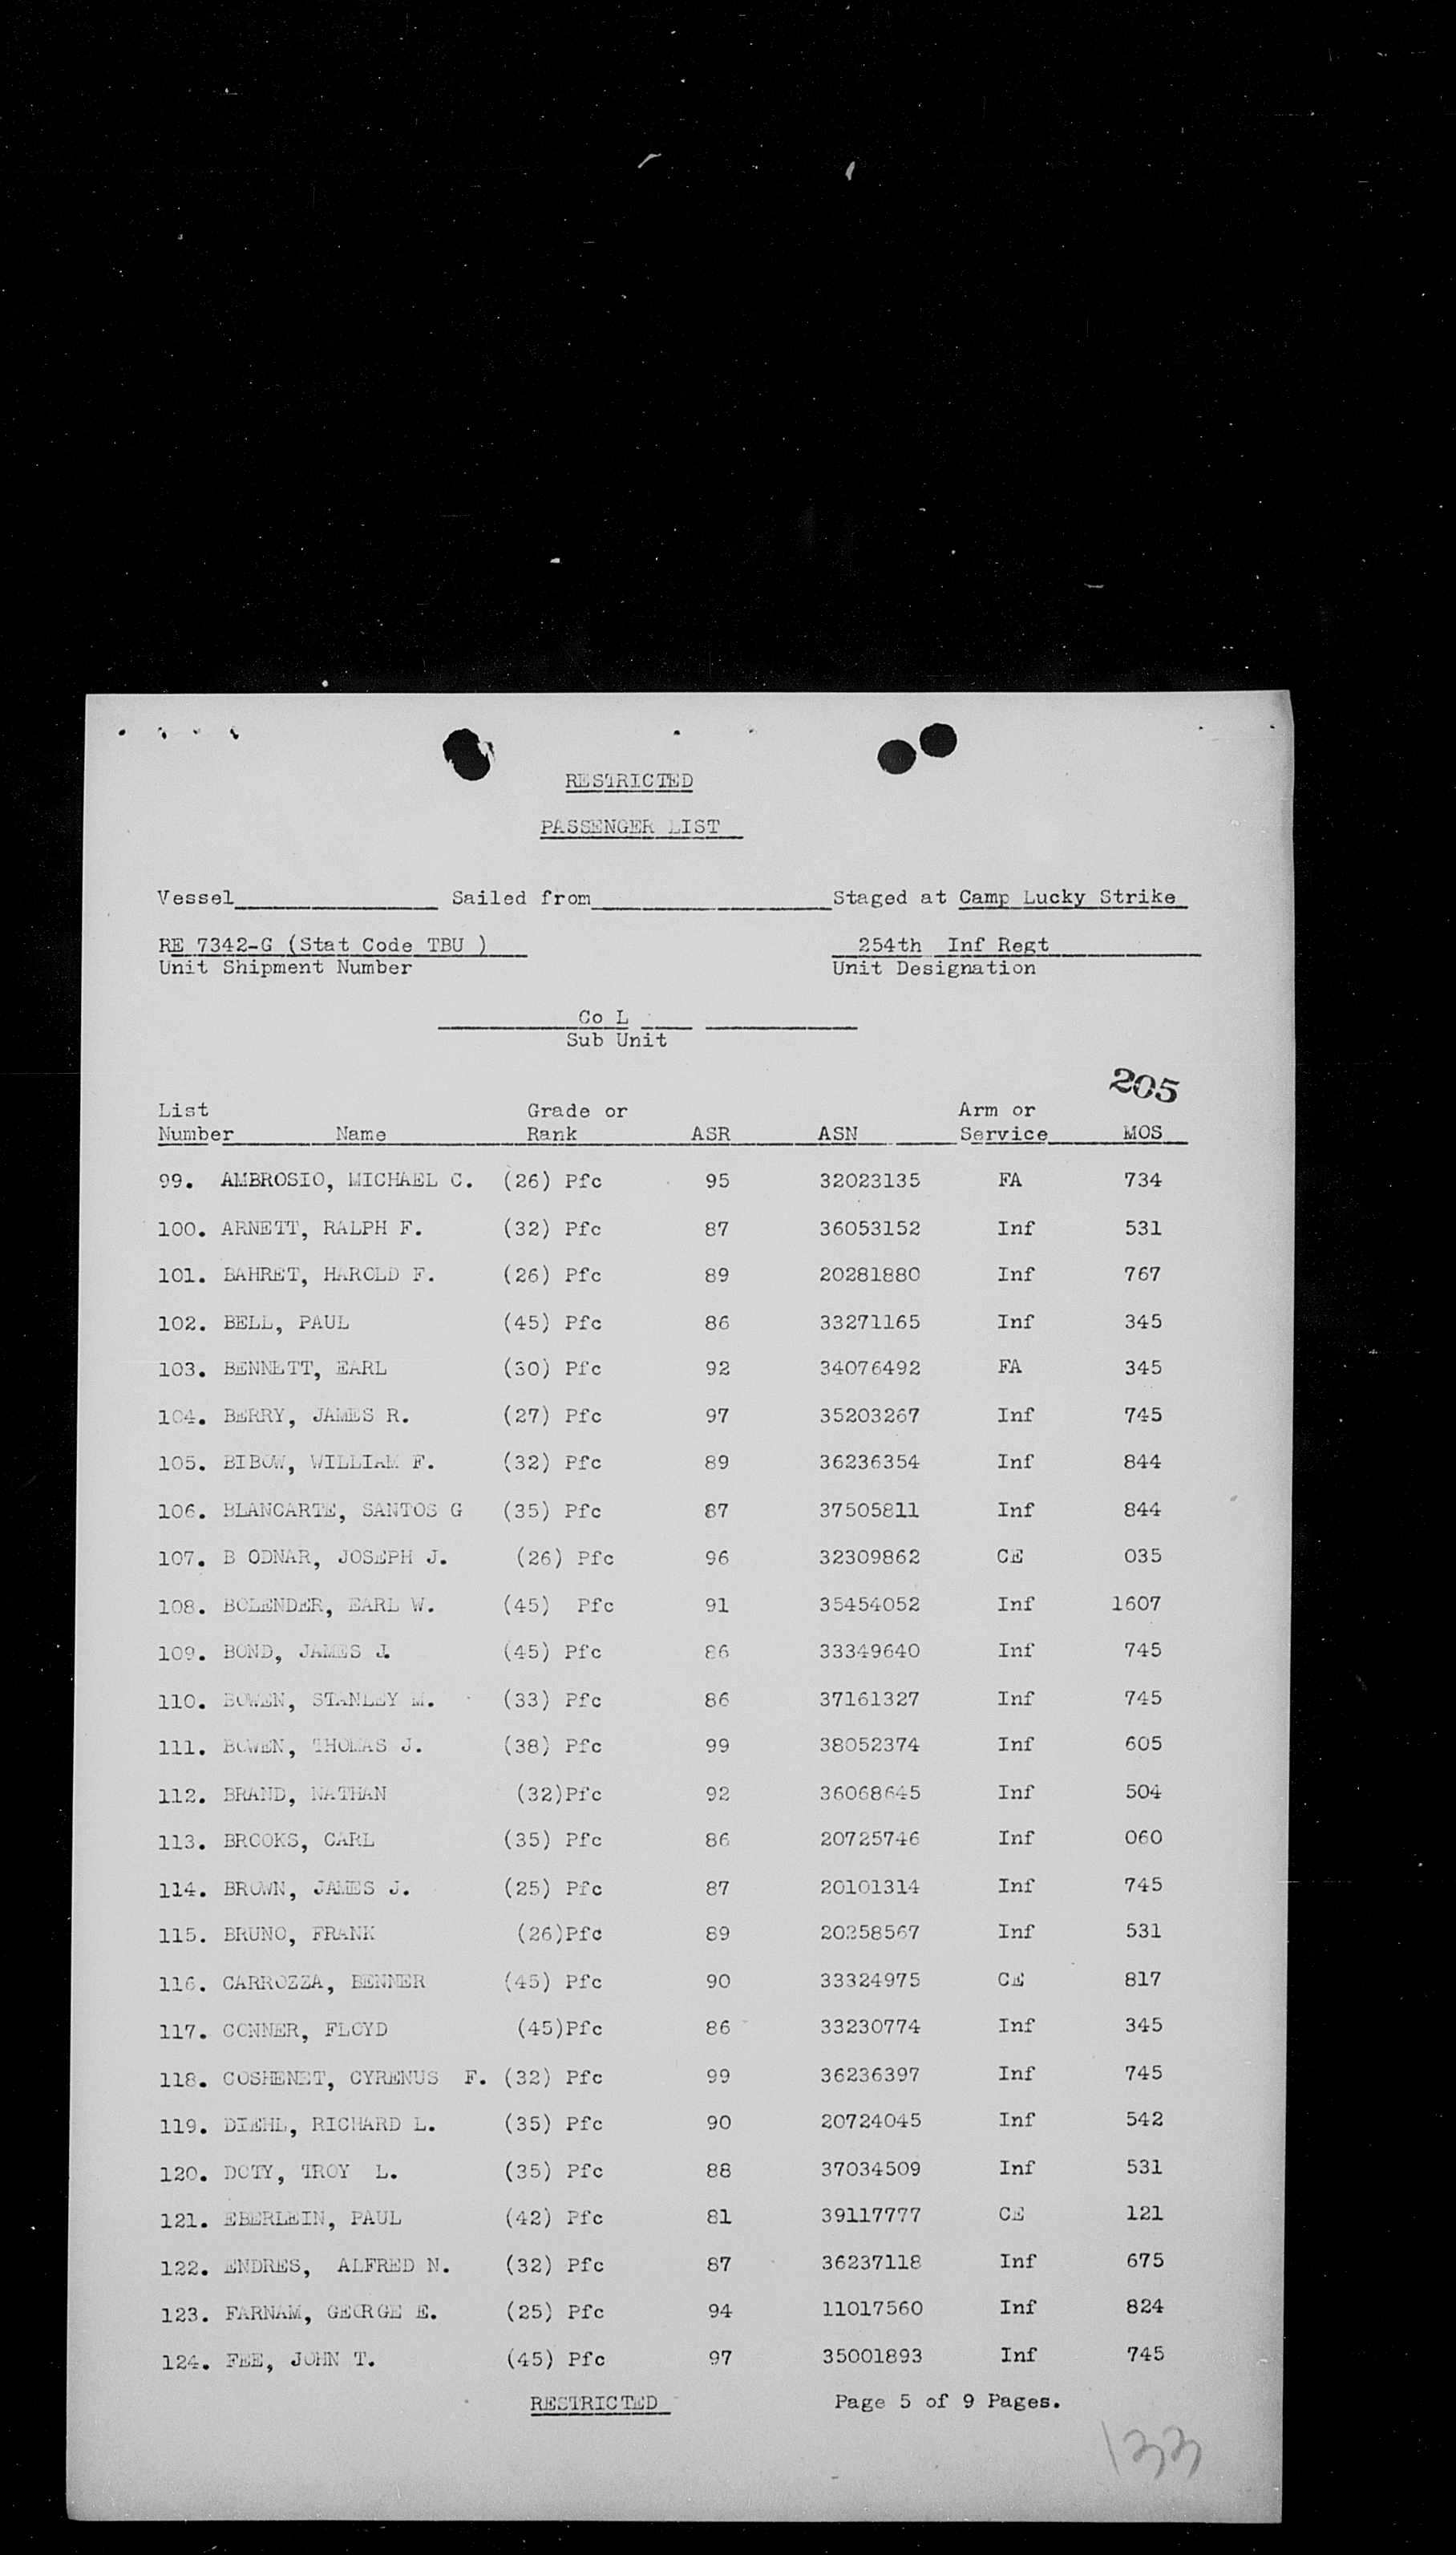 RESTRICTED
PASSENGER LIST
Vessel Sailed from Staged at Camp Lucky Strike
RE 7342-G (Stat Code TBU ) 254th Inf Regt
Unit Shipment Number Unit Designation
Co L
Sub Unit
205
List Grade or Arm or
Number Name Rank ASR ASN Service MOS
99. AMBROSIO, MICHAEL C. (26) Pfc 95 32023135 FA 734
100. ARNETT, RALPH F. (32) Pfc 87 36053152 Inf 531
101. BAHRET, HAROLD F. (26) Pfc 89 20281880 Inf 767
102. BELL, PAUL (45) Pfc 86 33271165 Inf 345
103. BENNETT, EARL (30) Pfc 92 34076492 FA 345
104. BERRY, JAMES R. (27) Pfc 97 35203267 Inf 745
105. BIBOW, WILLIAM F. (32) Pfc 89 36236354 Inf 844
106. BLANCARTE, SANTOS G (35) Pfc 87 37505811 Inf 844
107. B ODNAR, JOSEPH J. (26) Pfc 96 32309862 CE 035
108. BOLENDER, EARL W. (45) Pfc 91 35454052 Inf 1607
109. BOND, JAMES J. (45) Pfc 86 33349640 Inf 745
110. BOWEN, STANLEY M. (33) Pfc 86 37161327 Inf 745
111. BOWEN, THOMAS J. (38) Pfc 99 38052374 Inf 605
112. BRAND, NATHAN (32)Pfc 92 36068645 Inf 504
113. BROOKS, CARL (35) Pfc 86 20725746 Inf 060
114. BROWN, JAMES J. (25) Pfc 87 20101314 Inf 745
115. BRUNO, FRANK (26)Pfc 89 20258567 Inf 531
116. CARROZZA, BENNER (45) Pfc 90 33324975 CE 817
117. CONNER, FLOYD (45)Pfc 86 33230774 Inf 345
118. COSHENET, CYRENUS F. (32) Pfc 99 36236397 Inf 745
119. DIEHL, RICHARD L. (35) Pfc 90 20724045 Inf 542
120. DOTY, TROY L. (35) Pfc 88 37034509 Inf 531
121. EBERLEIN, PAUL (42) Pfc 81 39117777 CE 121
122. ENDRES, ALFRED N. (32) Pfc 87 36237118 Inf 675
123. FARNAM, GEORGE E. (25) Pfc 94 11017560 Inf 824
124. FEE, JOHN T. (45) Pfc 97 35001893 Inf 745
RESTRICTED Page 5 of 9 Pages.
133